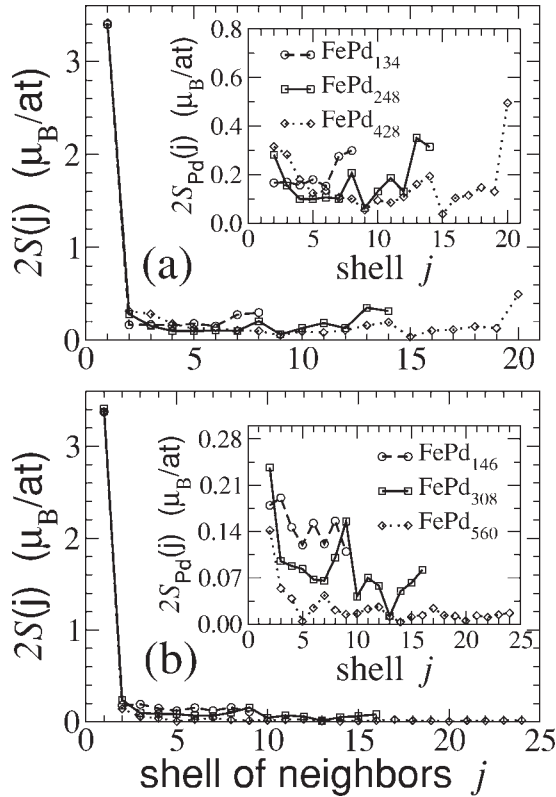 (a)
2S(j) (μB/at)
3
2
1
0
0 5 10 15 20
2SPd(j) (μB/at)
0.8
0.6
0.4
0.2
0.0
0 5 10 15 20
shell j
FePd134
FePd248
FePd428
(b)
2S(j) (μB/at)
3
2
1
0
0 5 10 15 20 25
shell of neighbors j
2SPd(j) (μB/at)
0.28
0.21
0.14
0.07
0.00
0 5 10 15 20 25
shell j
FePd146
FePd308
FePd560